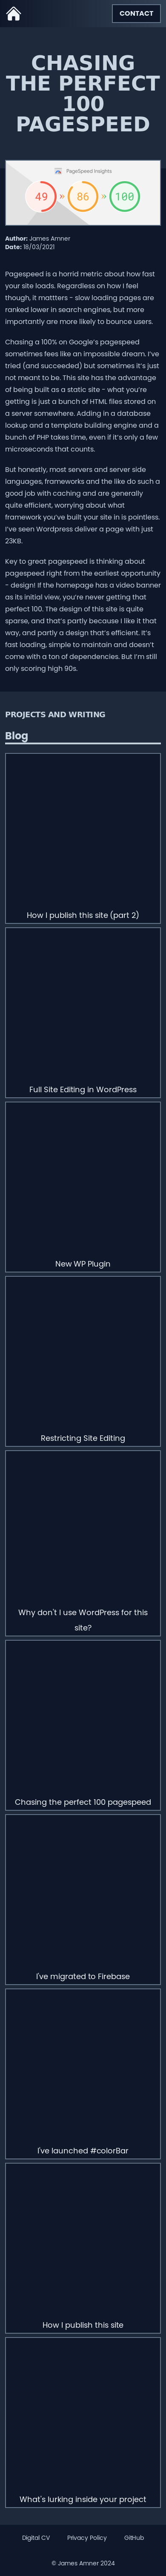 CONTACT
CHASING
THE PERFECT
100
PAGESPEED
PageSpeed Insights
49 » 86 » 100
Author: James Amner
Date: 18/03/2021
Pagespeed is a horrid metric about how fast
your site loads. Regardless on how I feel
though, it mattters - slow loading pages are
ranked lower in search engines, but more
importantly are more likely to bounce users.
Chasing a 100% on Google’s pagespeed
sometimes fees like an impossible dream. I’ve
tried (and succeeded) but sometimes it’s just
not meant to be. This site has the advantage
of being built as a static site - what you’re
getting is just a bunch of HTML files stored on
a server somewhere. Adding in a database
lookup and a template building engine and a
bunch of PHP takes time, even if it’s only a few
microseconds that counts.
But honestly, most servers and server side
languages, frameworks and the like do such a
good job with caching and are generally
quite efficient, worrying about what
framework you’ve built your site in is pointless.
I’ve seen Wordpress deliver a page with just
23KB.
Key to great pagespeed is thinking about
pagespeed right from the earliest opportunity
- design! If the homepage has a video banner
as its initial view, you’re never getting that
perfect 100. The design of this site is quite
sparse, and that’s partly because I like it that
way, and partly a design that’s efficient. It’s
fast loading, simple to maintain and doesn’t
come with a ton of dependencies. But I’m still
only scoring high 90s.
PROJECTS AND WRITING
Blog
How I publish this site (part 2)
Full Site Editing in WordPress
New WP Plugin
Restricting Site Editing
Why don't I use WordPress for this
site?
Chasing the perfect 100 pagespeed
I've migrated to Firebase
I've launched #colorBar
How I publish this site
What's lurking inside your project
Digital CV Privacy Policy GitHub
© James Amner 2024